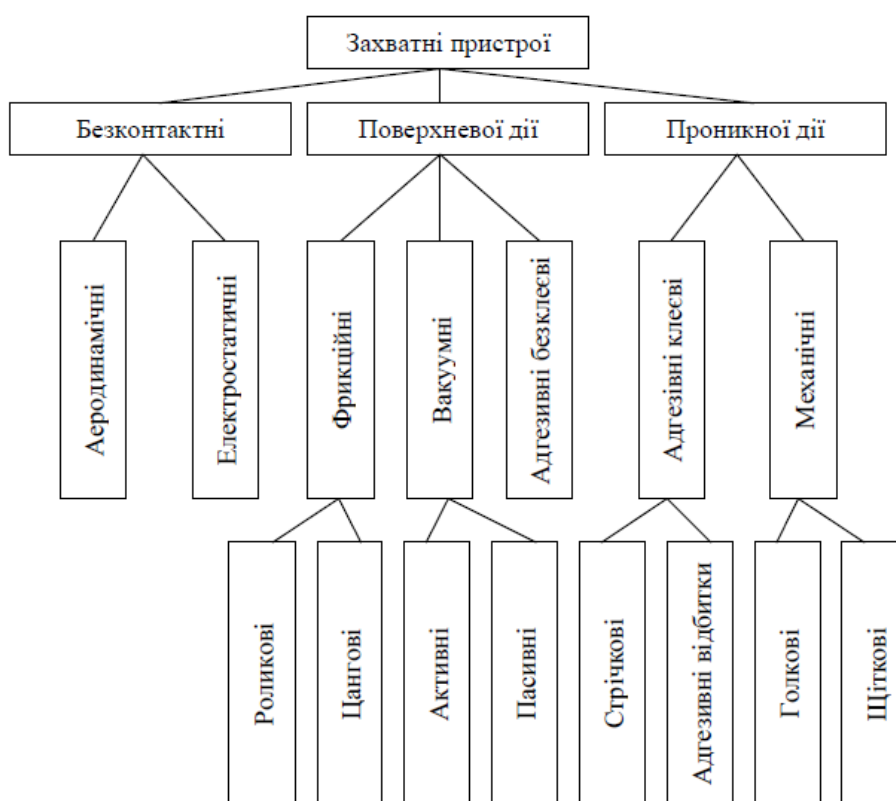 Захватні пристрої
Безконтактні
Поверхневої дії
Проникної дії
Аеродинамічні
Електростатичні
Фрикційні
Вакуумні
Адгезивні безклеєві
Адгезівні клеєві
Механічні
Роликові
Цангові
Активні
Пасивні
Стрічкові
Адгезивні відбитки
Голкові
Щіткові